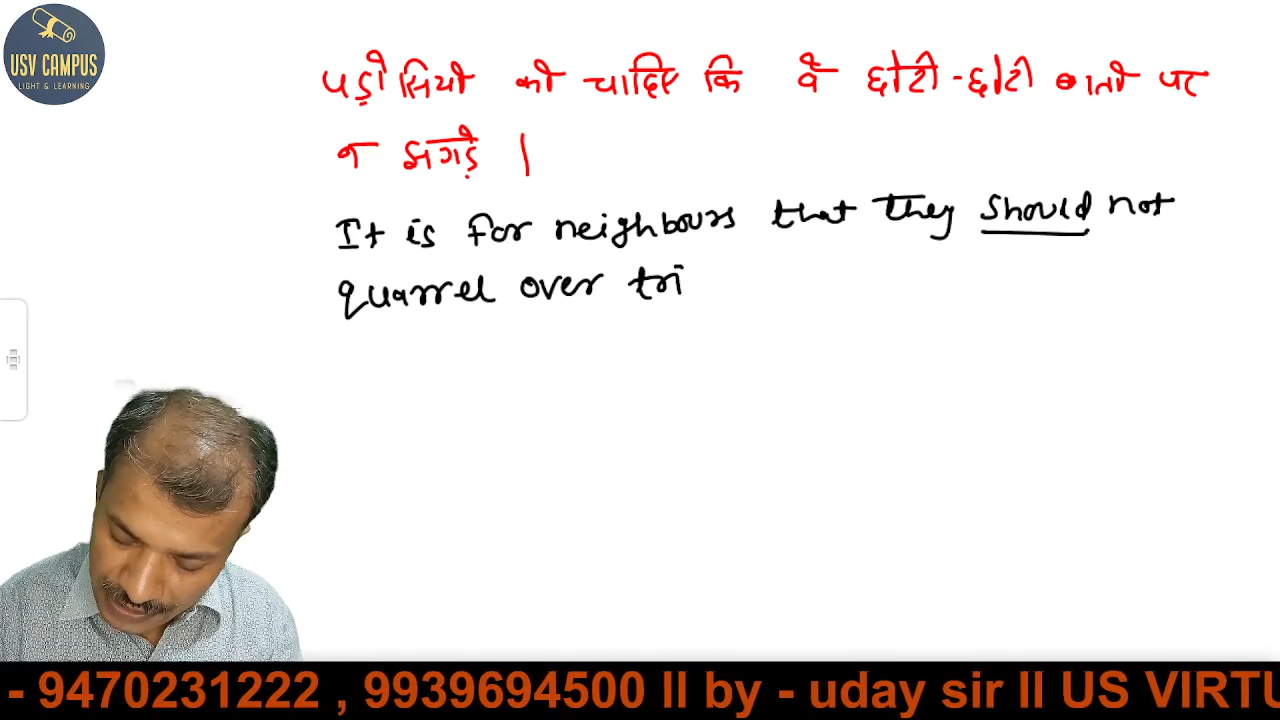 USV CAMPUS
LIGHT & LEARNING
पड़ोसियो को चाहिए कि वे छोटी-छोटी बातो पर
न झगड़े |
It is for neighbours that they should not
quarrel over tri
- 9470231222 , 9939694500 ll by - uday sir ll US VIRTU